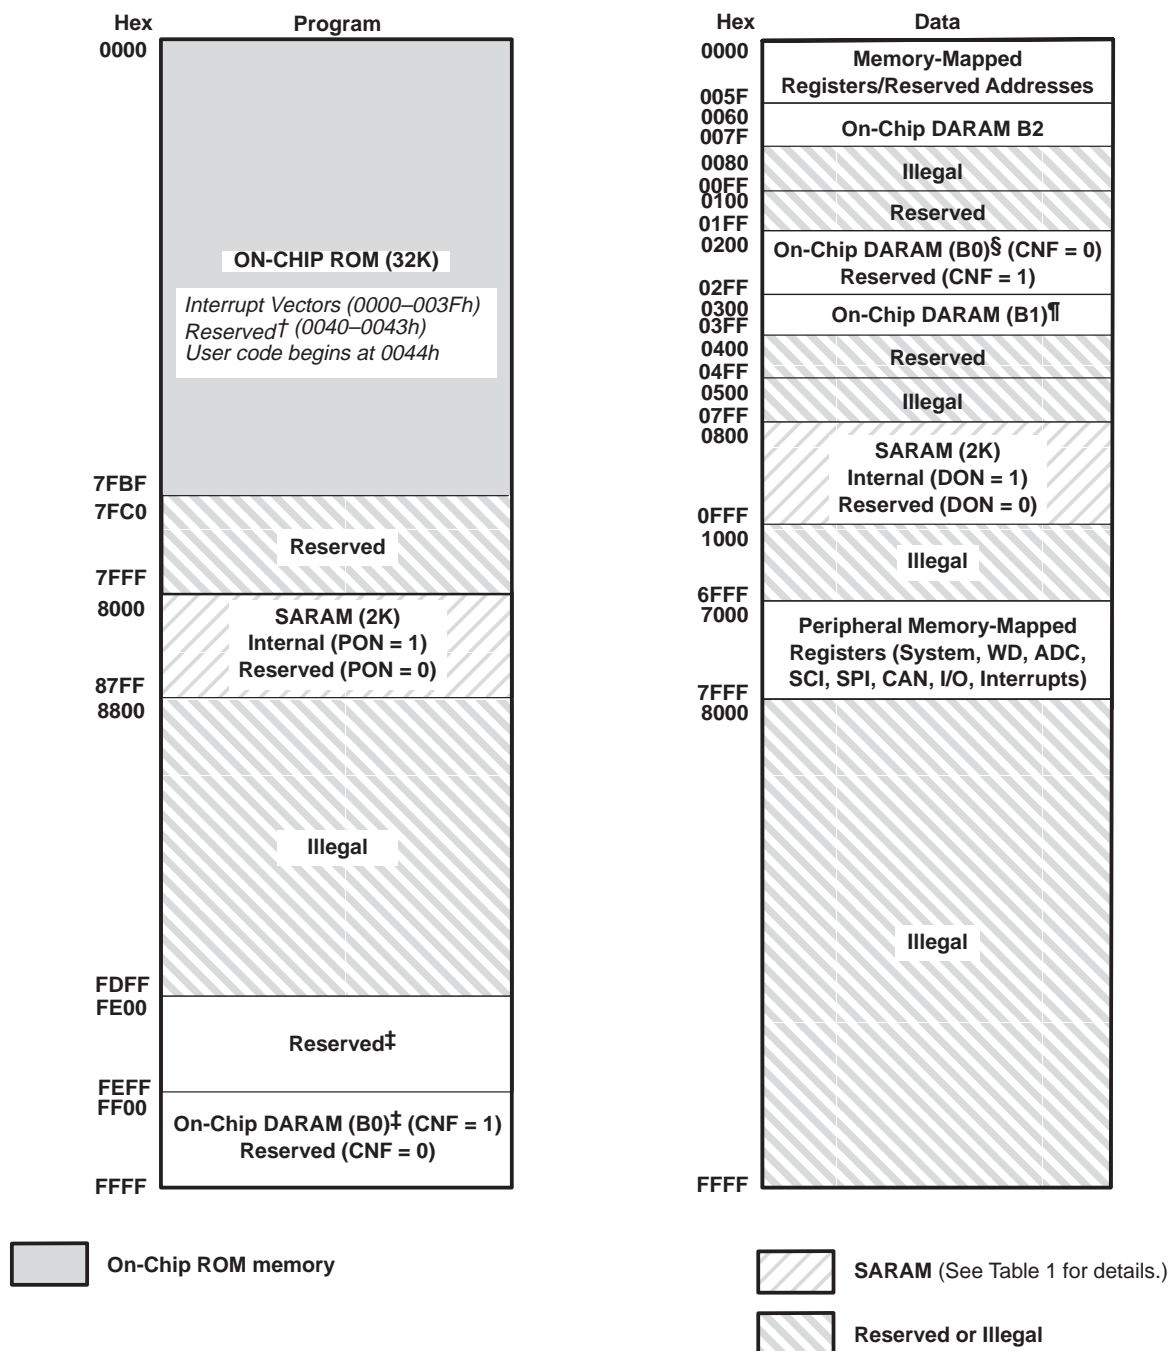 Hex
Program
0000
ON-CHIP ROM (32K)
Interrupt Vectors (0000–003Fh)
Reserved† (0040–0043h)
User code begins at 0044h
7FBF
7FC0
Reserved
7FFF
8000
SARAM (2K)
Internal (PON = 1)
Reserved (PON = 0)
87FF
8800
Illegal
FDFF
FE00
Reserved‡
FEFF
FF00
On-Chip DARAM (B0)‡ (CNF = 1)
Reserved (CNF = 0)
FFFF
Hex
Data
0000
Memory-Mapped
Registers/Reserved Addresses
005F
0060
On-Chip DARAM B2
007F
0080
Illegal
00FF
0100
Reserved
01FF
0200
On-Chip DARAM (B0)§ (CNF = 0)
Reserved (CNF = 1)
02FF
0300
On-Chip DARAM (B1)¶
03FF
0400
Reserved
04FF
0500
Illegal
07FF
0800
SARAM (2K)
Internal (DON = 1)
Reserved (DON = 0)
0FFF
1000
Illegal
6FFF
7000
Peripheral Memory-Mapped
Registers (System, WD, ADC,
SCI, SPI, CAN, I/O, Interrupts)
7FFF
8000
Illegal
FFFF
On-Chip ROM memory
SARAM (See Table 1 for details.)
Reserved or Illegal